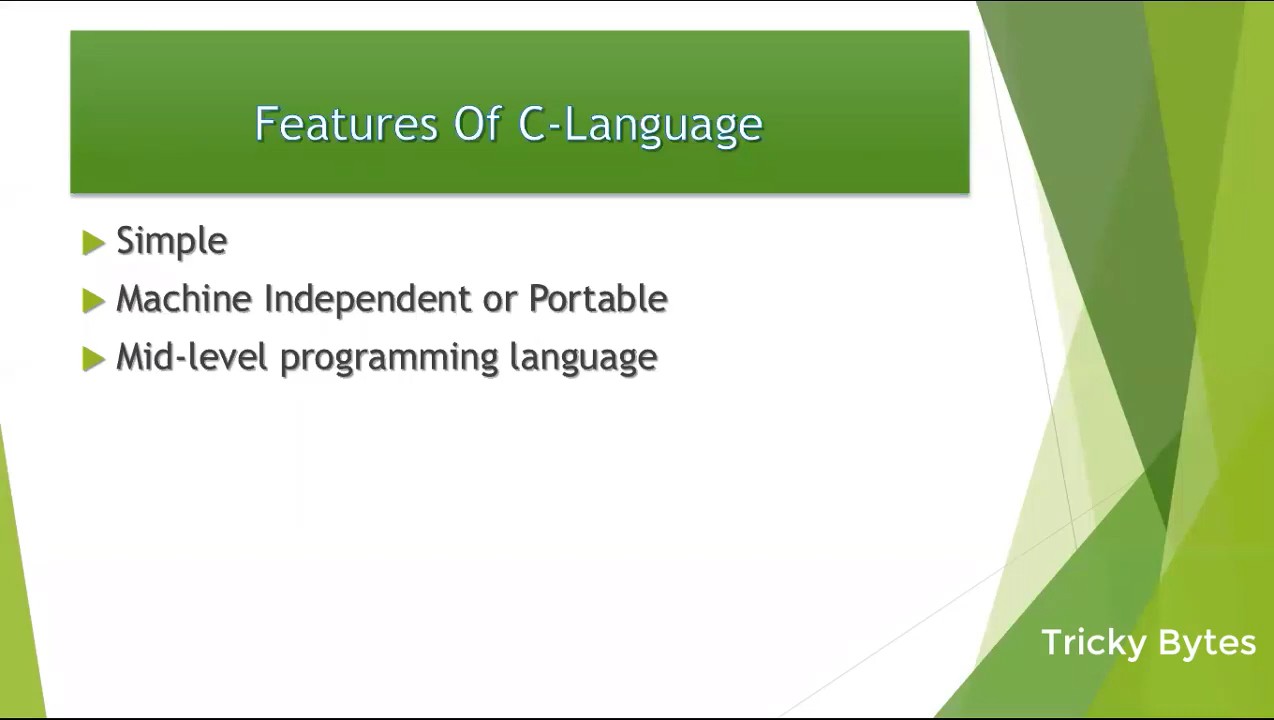 Features Of C-Language
Simple
Machine Independent or Portable
Mid-level programming language
Tricky Bytes